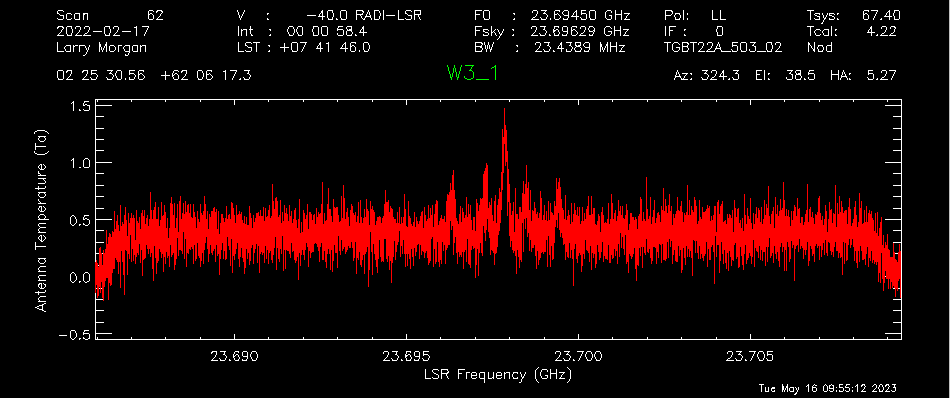 Scan 62 V : -40.0 RADI-LSR F0 : 23.69450 GHz Pol: LL Tsys: 67.40
2022-02-17 Int : 00 00 58.4 Fsky : 23.69629 GHz IF : 0 Tcal: 4.22
Larry Morgan LST : +07 41 46.0 BW : 23.4389 MHz TGBT22A_503_02 Nod
02 25 30.56 +62 06 17.3 W3_1 Az: 324.3 El: 38.5 HA: 5.27
1.5
1.0
0.5
0.0
-0.5
Antenna Temperature (Ta)
23.690 23.695 23.700 23.705
LSR Frequency (GHz)
Tue May 16 09:55:12 2023